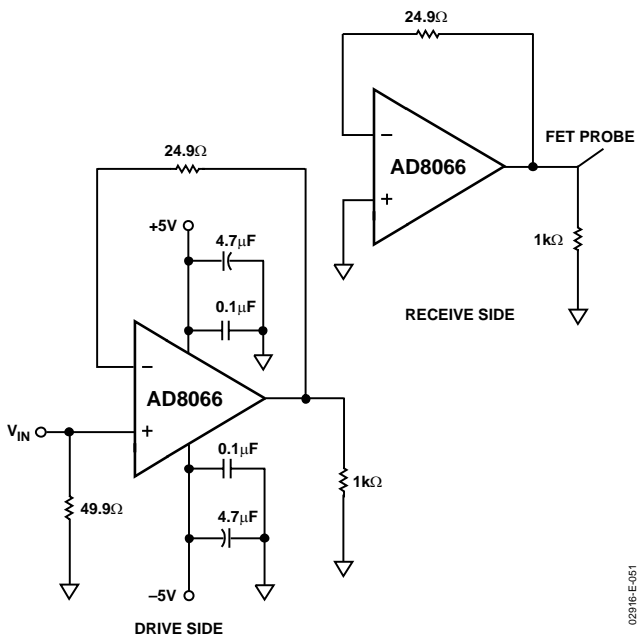 24.9Ω
AD8066
−
+
FET PROBE
1kΩ
RECEIVE SIDE
24.9Ω
+5V
4.7μF
0.1μF
AD8066
−
+
VIN
49.9Ω
0.1μF
4.7μF
1kΩ
–5V
DRIVE SIDE
02916-E-051